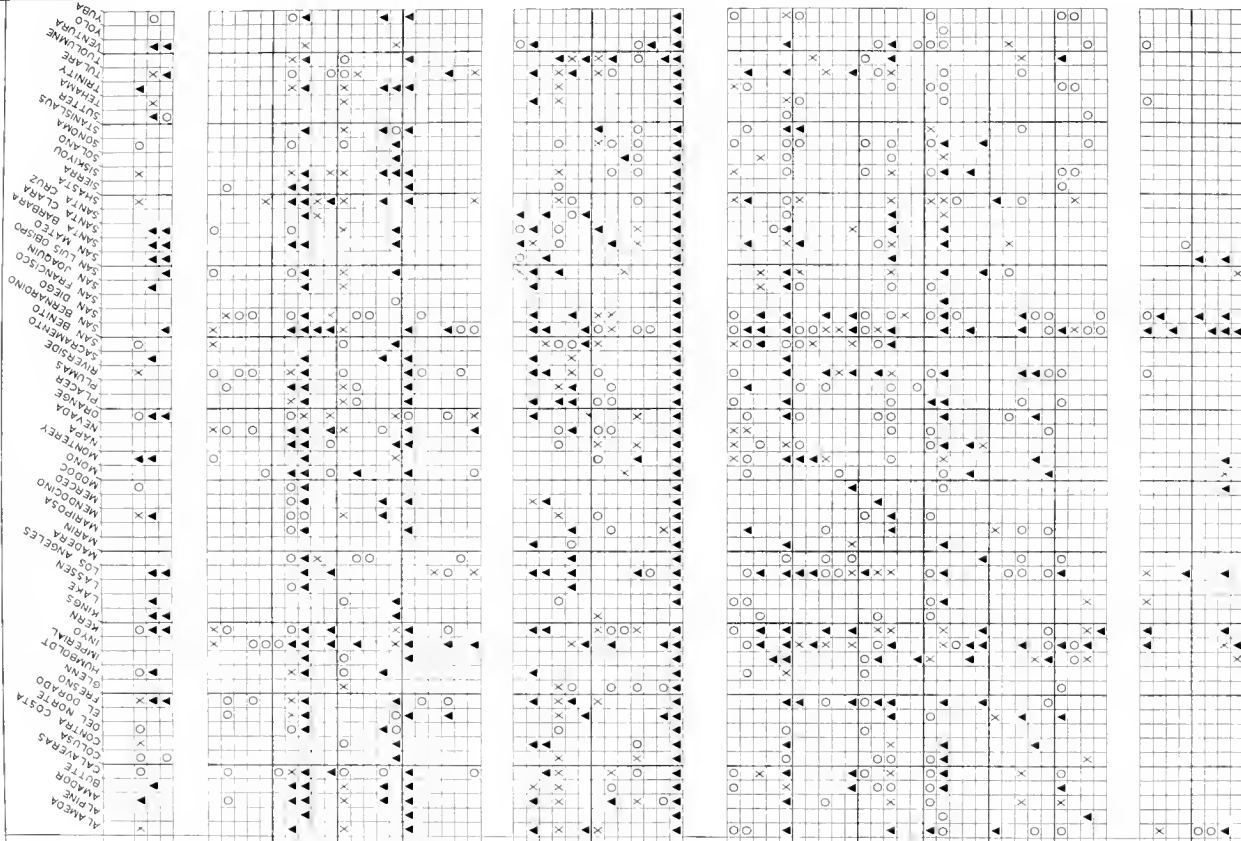 YUBA
YOLO
VENTURA
TUOLUMNE
TULARE
TRINITY
TEHAMA
SUTTER
STANISLAUS
SONOMA
SOLANO
SISKIYOU
SIERRA
SHASTA
SANTA CRUZ
SANTA CLARA
SANTA BARBARA
SAN MATEO
SAN LUIS OBISPO
SAN JOAQUIN
SAN FRANCISCO
SAN DIEGO
SAN BERNARDINO
SAN BENITO
SACRAMENTO
RIVERSIDE
PLUMAS
PLACER
ORANGE
NEVADA
NAPA
MONTEREY
MONO
MODOC
MERCED
MENDOCINO
MARIPOSA
MARIN
MADERA
LOS ANGELES
LASSEN
LAKE
KINGS
KERN
INYO
IMPERIAL
HUMBOLDT
GLENN
FRESNO
EL DORADO
DEL NORTE
CONTRA COSTA
COLUSA
CALAVERAS
BUTTE
AMADOR
ALPINE
ALAMEDA